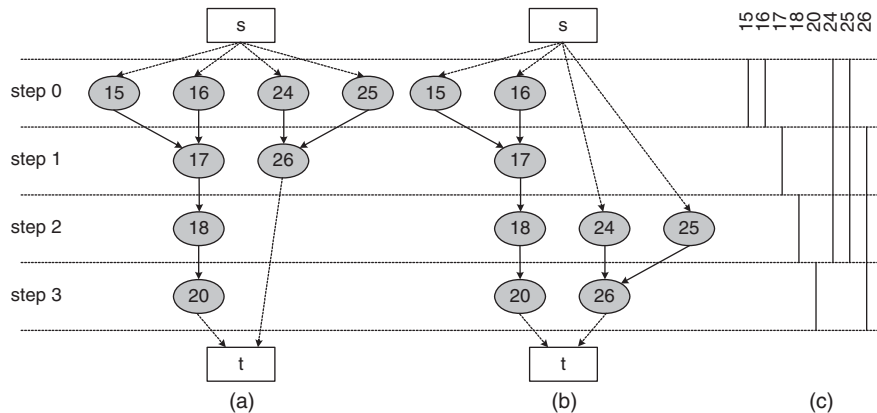 s s 15 16 17 18 20 24 25 26
step 0 15 16 24 25 15 16
step 1 17 26 17
step 2 18 18 24 25
step 3 20 20 26
t t
(a) (b) (c)